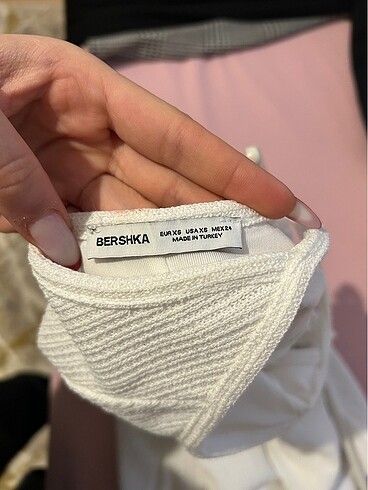 BERSHKA
EUR XS USA XS MEX 24
MADE IN TURKEY